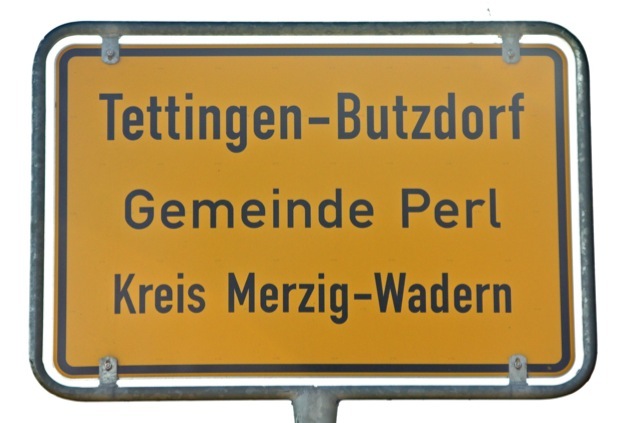 Tettingen-Butzdorf
Gemeinde Perl
Kreis Merzig-Wadern